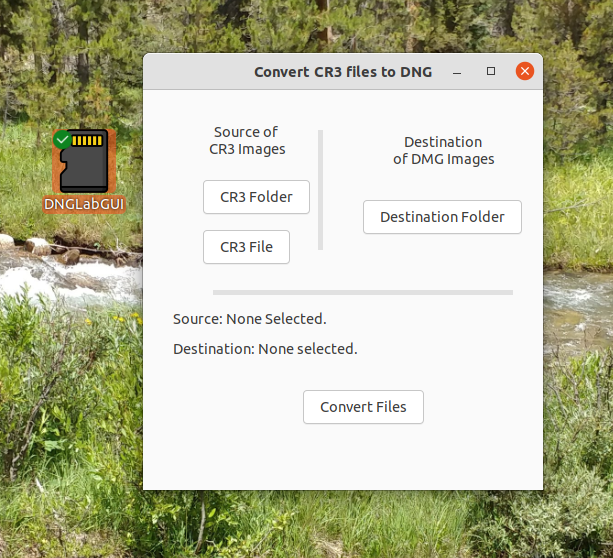 Convert CR3 files to DNG
Source of
CR3 Images
Destination
of DMG Images
CR3 Folder
Destination Folder
CR3 File
DNGLabGUI
Source: None Selected.
Destination: None selected.
Convert Files